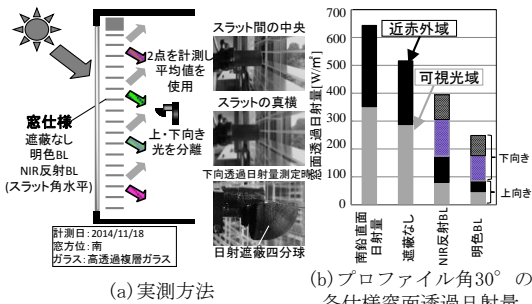 窓仕様
遮蔽なし
明色BL
NIR反射BL
(スラット角水平)
2点を計測し
平均値を
使用
上・下向き
光を分離
計測日：2014/11/18
窓方位：南
ガラス：高透過複層ガラス
スラット間の中央
スラットの真横
下向透過日射量測定時
日射遮蔽四分球
(a)実測方法
窓面透過日射量[W/㎡]
700
600
500
400
300
200
100
0
近赤外域
可視光域
下向き
上向き
南鉛直面
日射量
遮蔽なし
NIR反射BL
明色BL
(b)プロファイル角30°の
各仕様窓面透過日射量